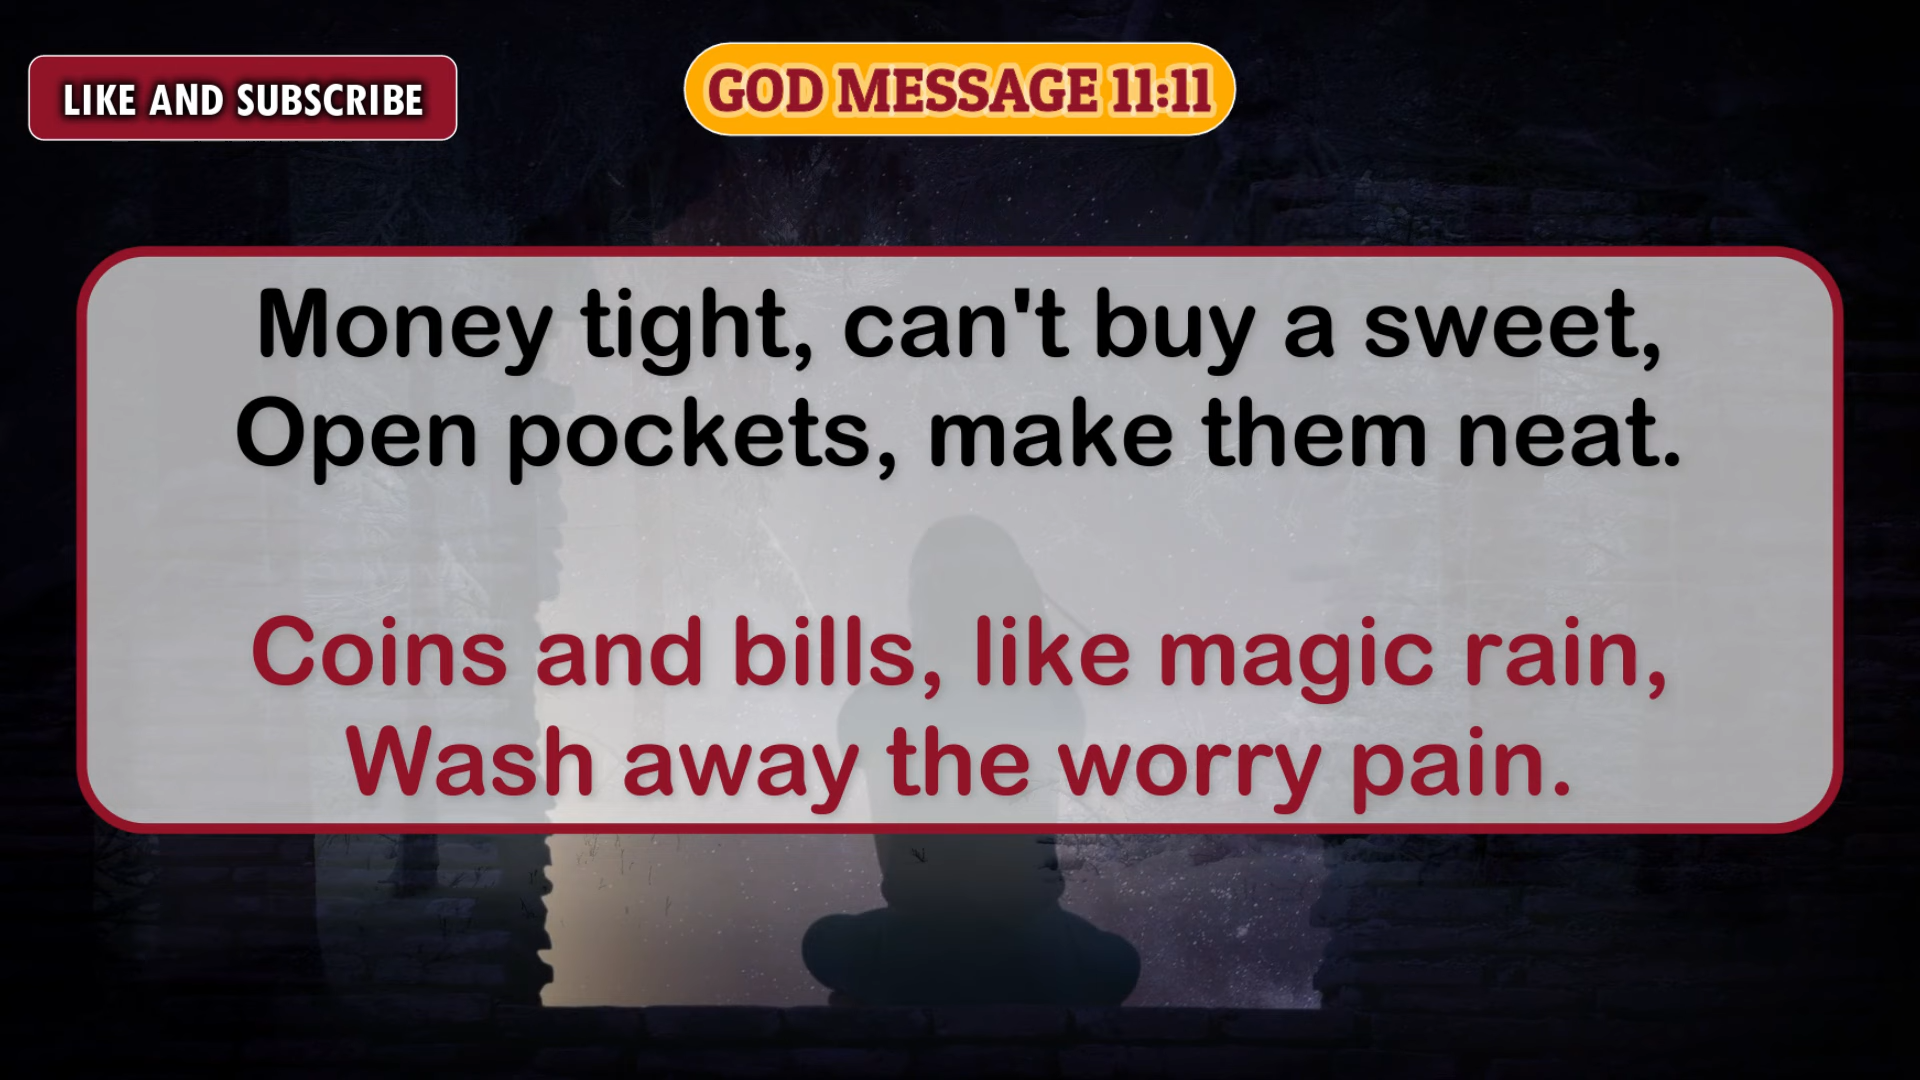 LIKE AND SUBSCRIBE
GOD MESSAGE 11:11
Money tight, can't buy a sweet,
Open pockets, make them neat.
Coins and bills, like magic rain,
Wash away the worry pain.